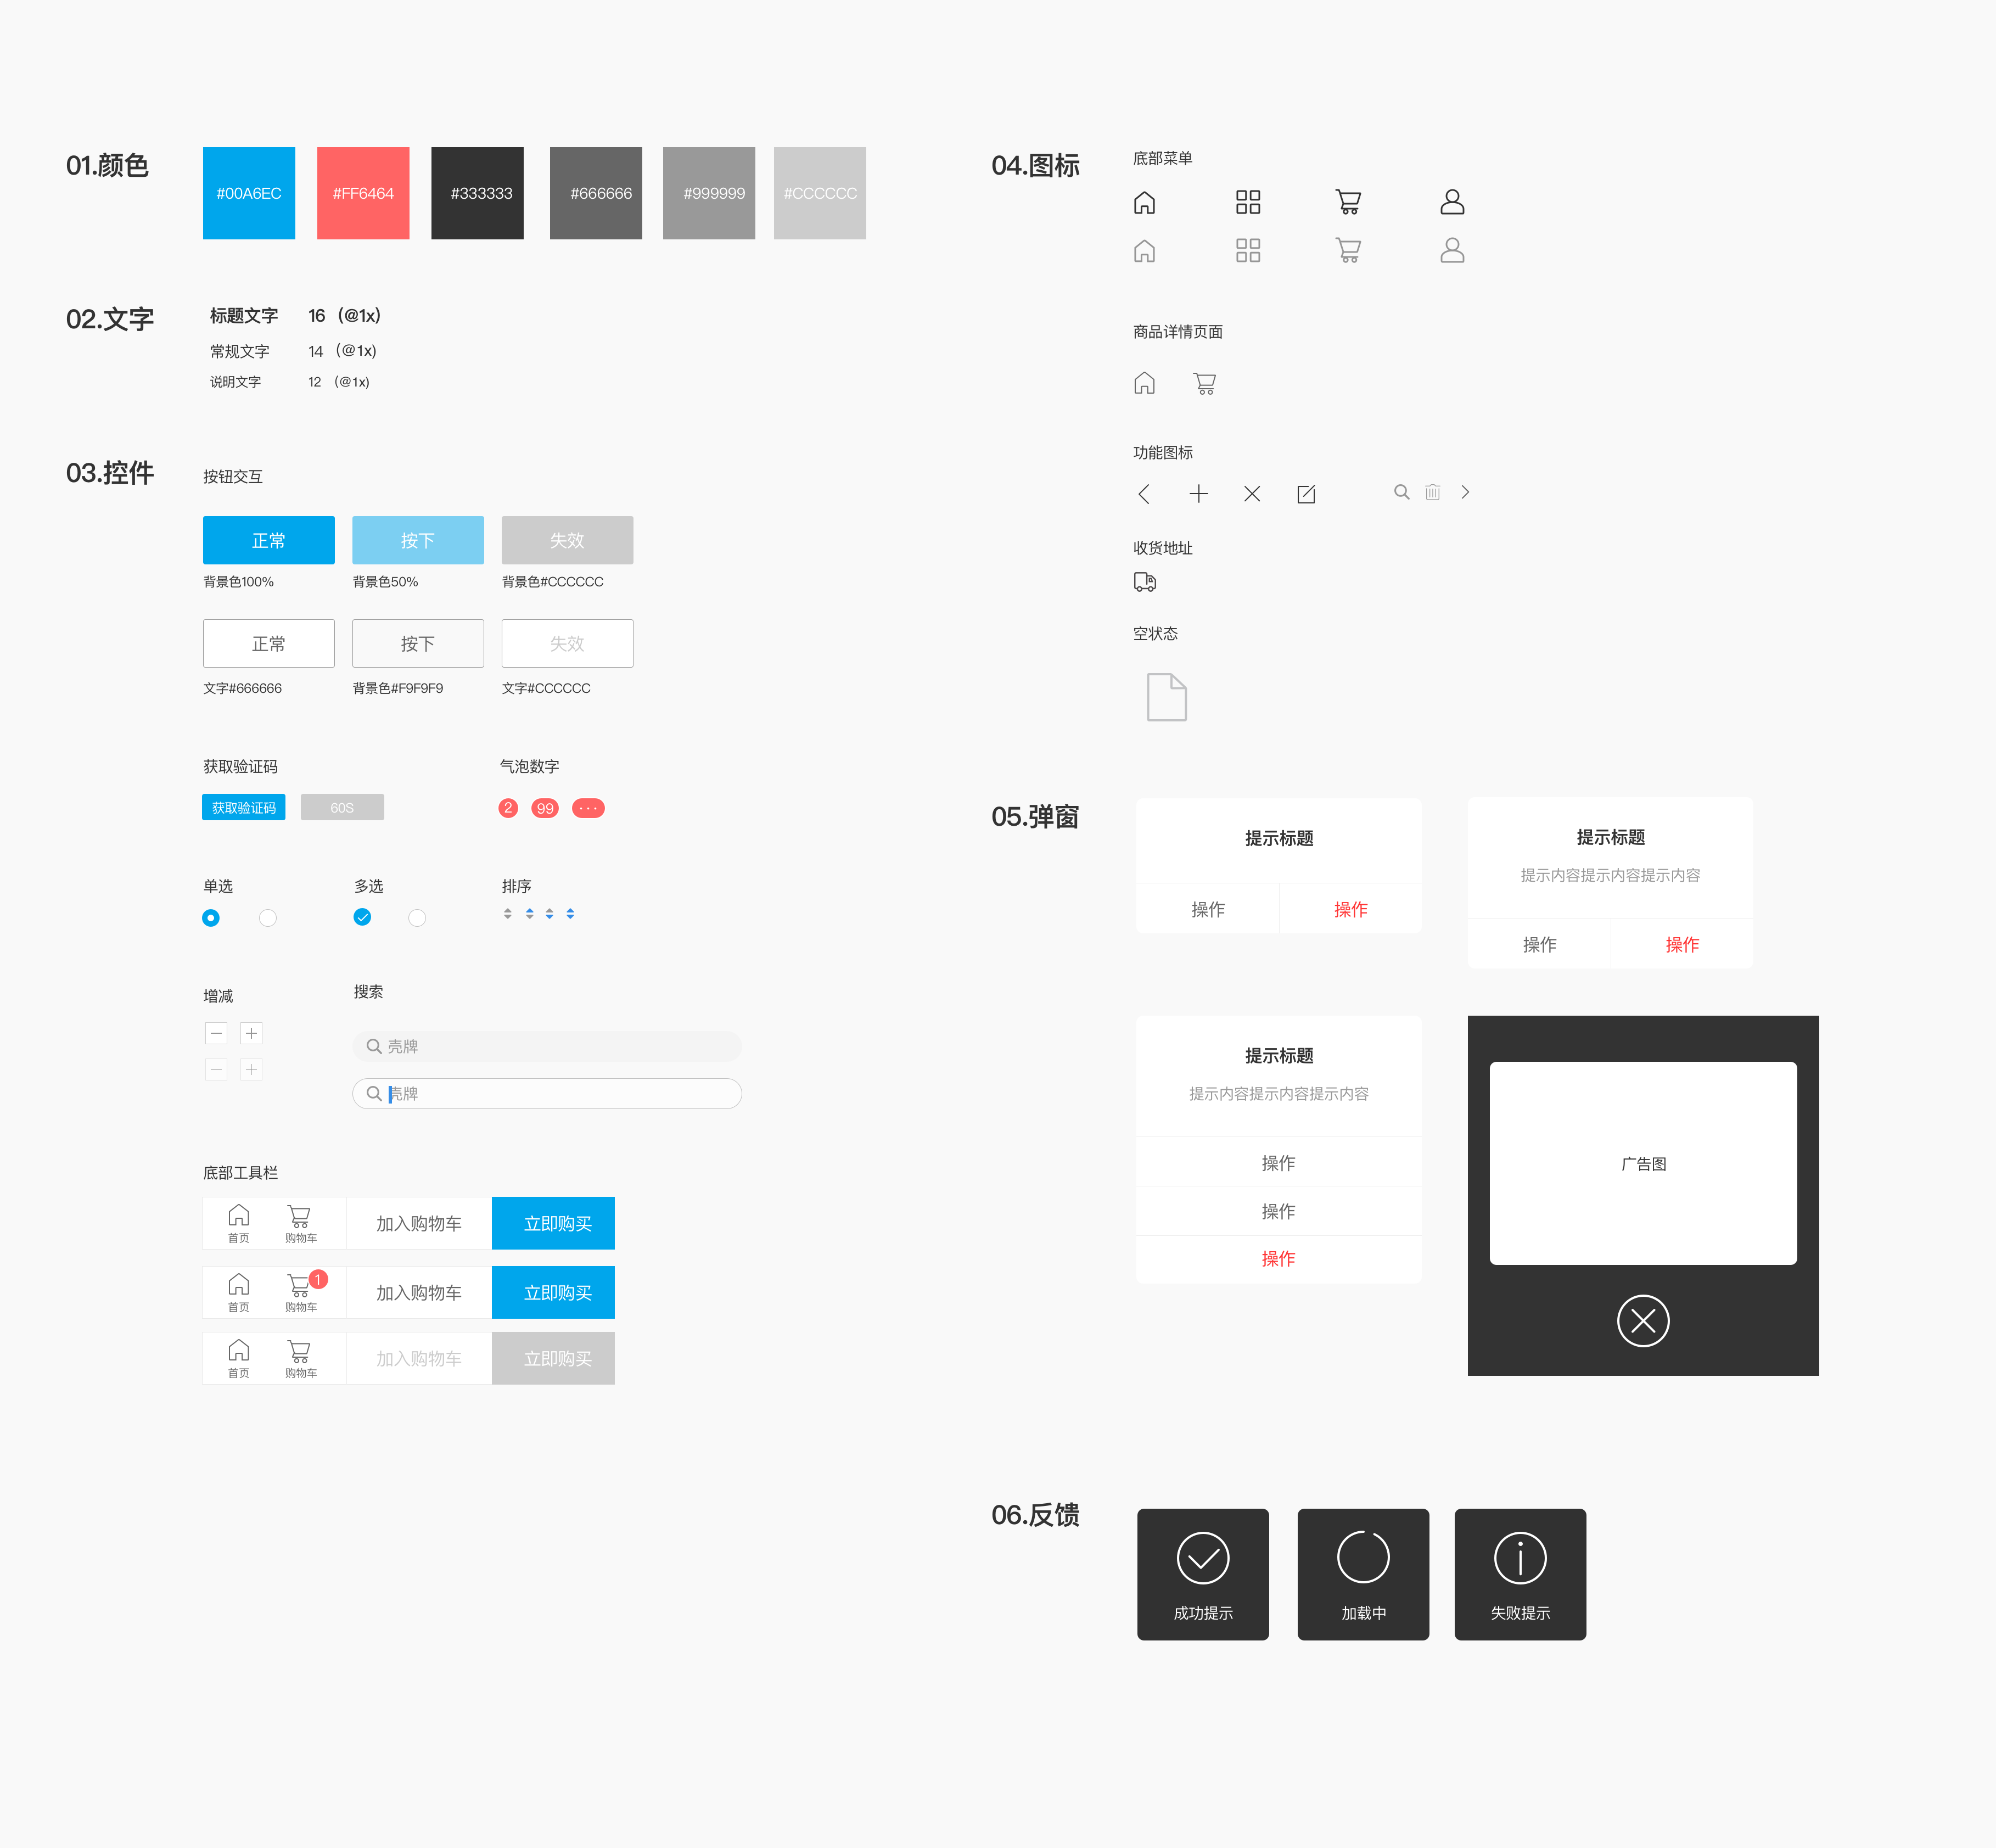 01.颜色
#00A6EC
#FF6464
#333333
#666666
#999999
#CCCCCC
02.文字
标题文字 16 (@1x)
常规文字 14 (@1x)
说明文字 12 (@1x)
03.控件
按钮交互
正常
按下
失效
背景色100%
背景色50%
背景色#CCCCCC
正常
按下
失效
文字#666666
背景色#F9F9F9
文字#CCCCCC
获取验证码
获取验证码
60S
气泡数字
2
99
···
单选
多选
排序
增减
搜索
壳牌
壳牌
底部工具栏
首页
购物车
加入购物车
立即购买
首页
购物车
1
加入购物车
立即购买
首页
购物车
加入购物车
立即购买
04.图标
底部菜单
商品详情页面
功能图标
收货地址
空状态
05.弹窗
提示标题
操作
操作
提示标题
提示内容提示内容提示内容
操作
操作
提示标题
提示内容提示内容提示内容
操作
操作
操作
广告图
06.反馈
成功提示
加载中
失败提示